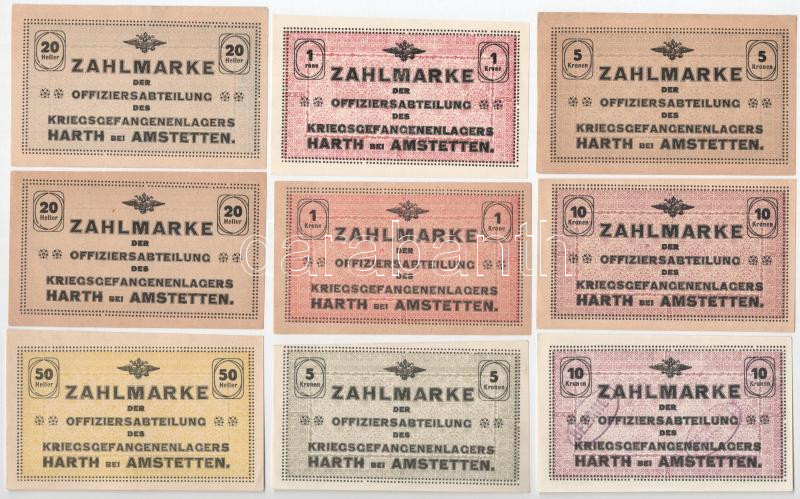 20 Heller 20 Heller
ZAHLMARKE
DER
OFFIZIERSABTEILUNG
DES
KRIEGSGEFANGENENLAGERS
HARTH BEI AMSTETTEN.
1 rone 1 Krone
ZAHLMARKE
DER
OFFIZIERSABTEILUNG
DES
KRIEGSGEFANGENENLAGERS
HARTH BEI AMSTETTEN.
5 Kronen 5 Kronen
ZAHLMARKE
DER
OFFIZIERSABTEILUNG
DES
KRIEGSGEFANGENENLAGERS
HARTH BEI AMSTETTEN.
20 Heller 20 Heller
ZAHLMARKE
DER
OFFIZIERSABTEILUNG
DES
KRIEGSGEFANGENENLAGERS
HARTH BEI AMSTETTEN.
1 Krone 1 Krone
ZAHLMARKE
DER
OFFIZIERSABTEILUNG
DES
KRIEGSGEFANGENENLAGERS
HARTH BEI AMSTETTEN.
10 Kronen 10 Kronen
ZAHLMARKE
DER
OFFIZIERSABTEILUNG
DES
KRIEGSGEFANGENENLAGERS
HARTH BEI AMSTETTEN.
50 Heller 50 Heller
ZAHLMARKE
DER
OFFIZIERSABTEILUNG
DES
KRIEGSGEFANGENENLAGERS
HARTH BEI AMSTETTEN.
5 Kronen 5 Kronen
ZAHLMARKE
DER
OFFIZIERSABTEILUNG
DES
KRIEGSGEFANGENENLAGERS
HARTH BEI AMSTETTEN.
10 Kronen 10 Kronen
ZAHLMARKE
DER
OFFIZIERSABTEILUNG
DES
KRIEGSGEFANGENENLAGERS
HARTH BEI AMSTETTEN.
darabanth